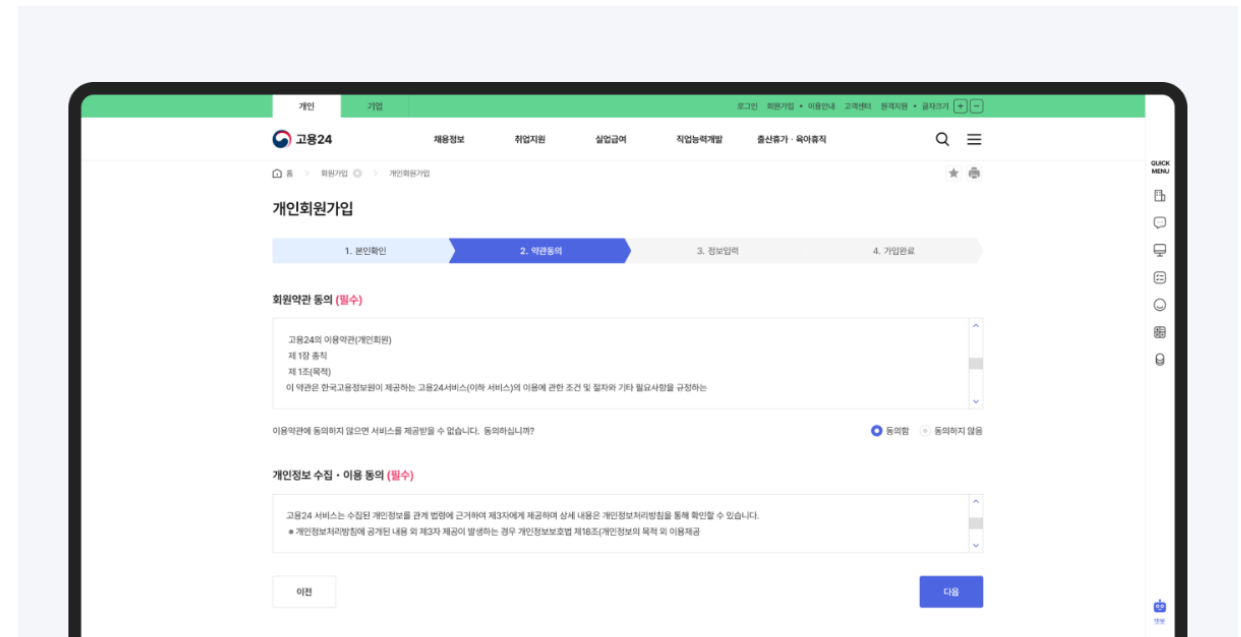 개인 기업
로그인 회원가입 • 이용안내 고객센터 원격지원 • 글자크기 + −
고용24 채용정보 취업지원 실업급여 직업능력개발 출산휴가 · 육아휴직
홈 > 회원가입 > 개인회원가입
개인회원가입
1. 본인확인 2. 약관동의 3. 정보입력 4. 가입완료
회원약관 동의 (필수)
고용24의 이용약관(개인회원)
제 1장 총칙
제 1조(목적)
이 약관은 한국고용정보원이 제공하는 고용24서비스(이하 서비스)의 이용에 관한 조건 및 절차와 기타 필요사항을 규정하는
이용약관에 동의하지 않으면 서비스를 제공받을 수 없습니다. 동의하십니까?
동의함 동의하지 않음
개인정보 수집 • 이용 동의 (필수)
고용24 서비스는 수집된 개인정보를 관계 법령에 근거하여 제3자에게 제공하며 상세 내용은 개인정보처리방침을 통해 확인할 수 있습니다.
※ 개인정보처리방침에 공개된 내용 외 제3자 제공이 발생하는 경우 개인정보보호법 제18조(개인정보의 목적 외 이용제공
이전 다음
QUICK
MENU
챗봇